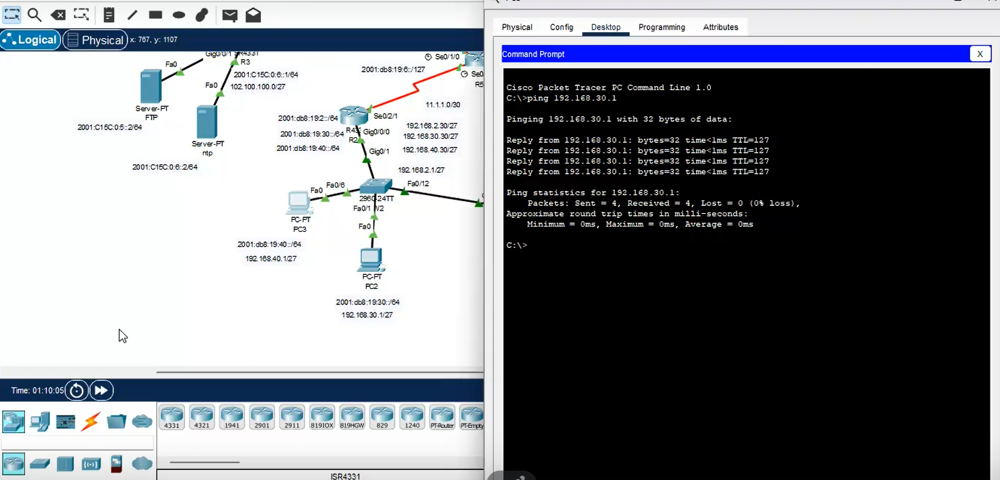 Logical
Physical
x: 767, y: 1107
Gig0/0/1
R3
Fa0
2001:C15C:0:6::1/64
102.100.100.0/27
Fa0
Server-PT
FTP
2001:C15C:0:5::2/64
Server-PT
ntp
2001:C15C:0:6::2/64
Se0/1/0
2001:db8:19:6::/127
Se0
R5
11.1.1.0/30
2001:db8:19:2::/64
Se0/2/1
192.168.2.30/27
2001:db8:19:30::/64
Gig0/0/0
192.168.30.30/27
R2
2001:db8:19:40::/64
192.168.40.30/27
Gig0/1
192.168.2.1/27
Fa0
Fa0/6
Fa0/12
2960-24TT
Fa0/1
PC-PT
PC3
Fa0
2001:db8:19:40::/64
192.168.40.1/27
PC-PT
PC2
2001:db8:19:30::/64
192.168.30.1/27
Time: 01:10:05
4331
4321
1941
2901
2911
819IOX
819HGW
829
1240
PT-Router
PT-Empty
ISR4331
Physical
Config
Desktop
Programming
Attributes
Command Prompt
X
Cisco Packet Tracer PC Command Line 1.0
C:\>ping 192.168.30.1
Pinging 192.168.30.1 with 32 bytes of data:
Reply from 192.168.30.1: bytes=32 time<1ms TTL=127
Reply from 192.168.30.1: bytes=32 time<1ms TTL=127
Reply from 192.168.30.1: bytes=32 time<1ms TTL=127
Reply from 192.168.30.1: bytes=32 time<1ms TTL=127
Ping statistics for 192.168.30.1:
Packets: Sent = 4, Received = 4, Lost = 0 (0% loss),
Approximate round trip times in milli-seconds:
Minimum = 0ms, Maximum = 0ms, Average = 0ms
C:\>